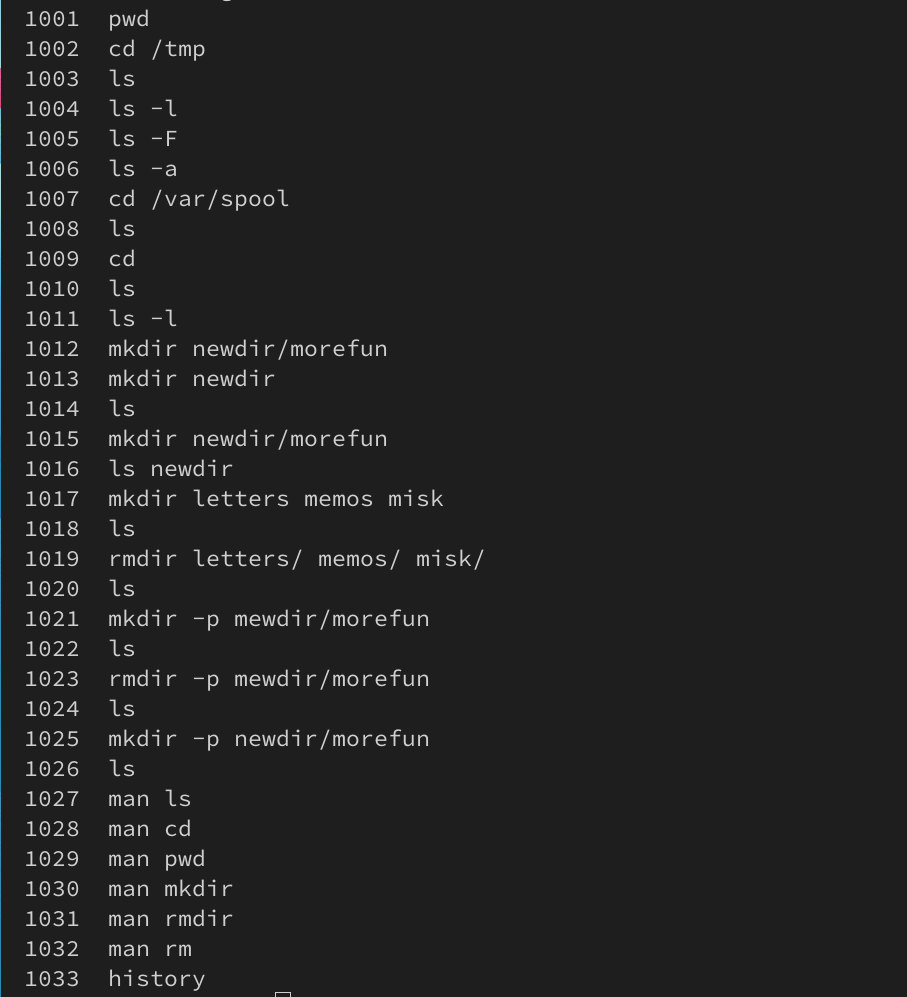 1001 pwd
1002 cd /tmp
1003 ls
1004 ls -l
1005 ls -F
1006 ls -a
1007 cd /var/spool
1008 ls
1009 cd
1010 ls
1011 ls -l
1012 mkdir newdir/morefun
1013 mkdir newdir
1014 ls
1015 mkdir newdir/morefun
1016 ls newdir
1017 mkdir letters memos misk
1018 ls
1019 rmdir letters/ memos/ misk/
1020 ls
1021 mkdir -p mewdir/morefun
1022 ls
1023 rmdir -p mewdir/morefun
1024 ls
1025 mkdir -p newdir/morefun
1026 ls
1027 man ls
1028 man cd
1029 man pwd
1030 man mkdir
1031 man rmdir
1032 man rm
1033 history